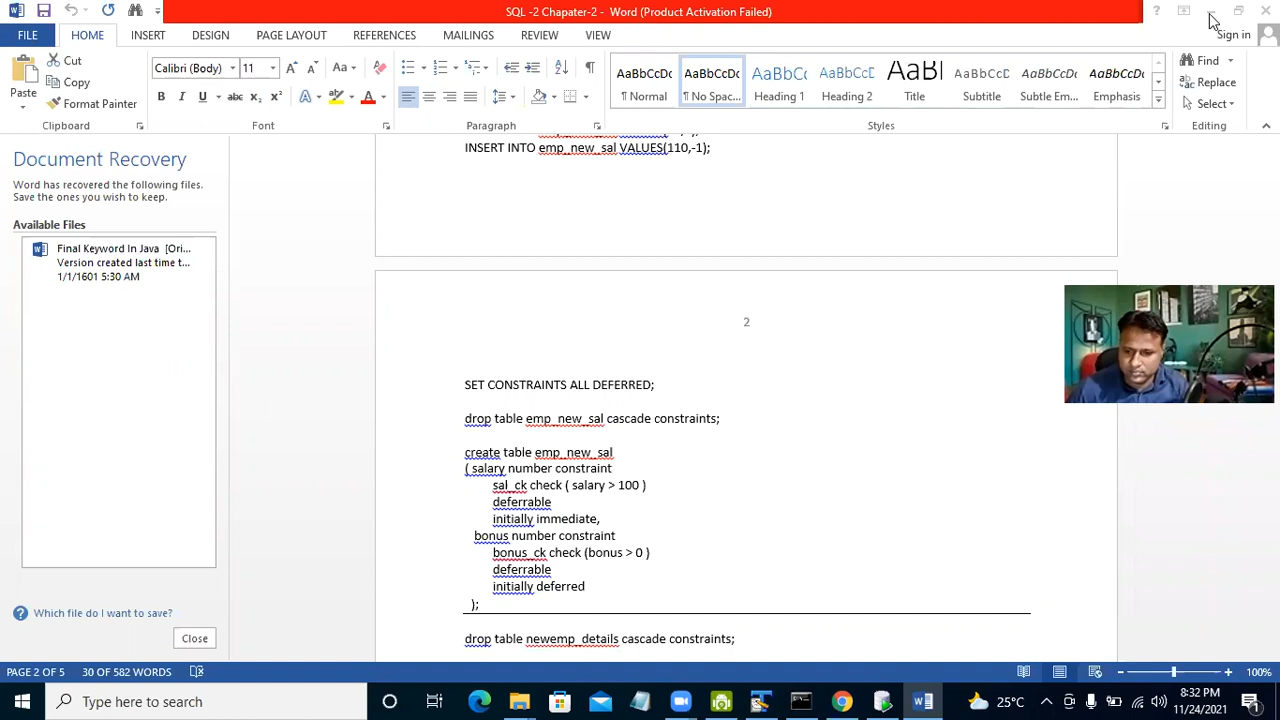 SQL -2 Chapater-2 - Word (Product Activation Failed)
?
Sign in
FILE HOME INSERT DESIGN PAGE LAYOUT REFERENCES MAILINGS REVIEW VIEW
Paste
Cut
Copy
Format Painter
Clipboard
Calibri (Body) 11
Font
Paragraph
AaBbCcDc AaBbCcDc AaBbCc AaBbCcD AaBl AaBbCcD AaBbCcDc AaBbCcDc
¶ Normal ¶ No Spac... Heading 1 Heading 2 Title Subtitle Subtle Em... Emphasis
Styles
Find
Replace
Select
Editing
Document Recovery
Word has recovered the following files.
Save the ones you wish to keep.
Available Files
Final Keyword In Java [Ori...
Version created last time t...
1/1/1601 5:30 AM
Which file do I want to save?
Close
INSERT INTO emp_new_sal VALUES(110,-1);
2
SET CONSTRAINTS ALL DEFERRED;
drop table emp_new_sal cascade constraints;
create table emp_new_sal
( salary number constraint
sal_ck check ( salary > 100 )
deferrable
initially immediate,
bonus number constraint
bonus_ck check (bonus > 0 )
deferrable
initially deferred
);
drop table newemp_details cascade constraints;
PAGE 2 OF 5 30 OF 582 WORDS
100%
Type here to search
25°C
8:32 PM
11/24/2021
1